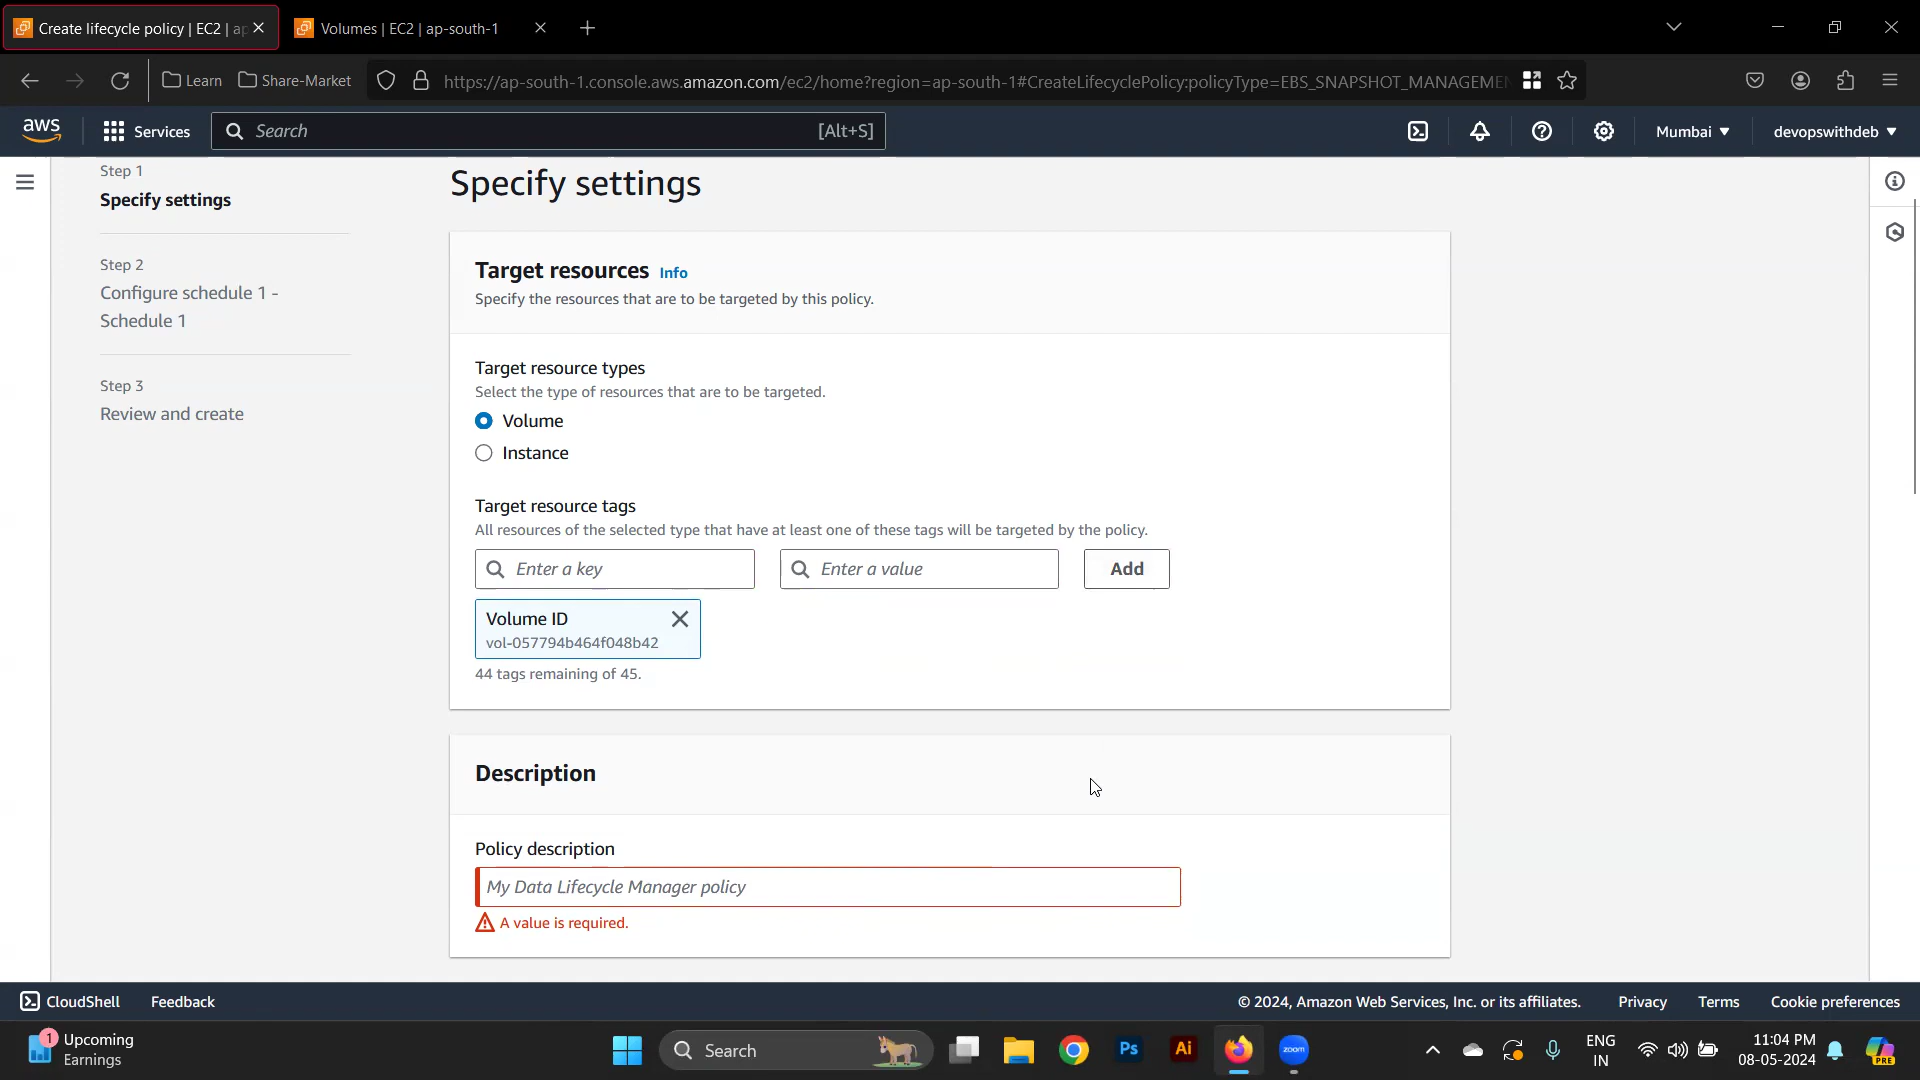 Create lifecycle policy | EC2 | ap
Volumes | EC2 | ap-south-1
Learn
Share-Market
https://ap-south-1.console.aws.amazon.com/ec2/home?region=ap-south-1#CreateLifecyclePolicy:policyType=EBS_SNAPSHOT_MANAGEME
aws
Services
Search
[Alt+S]
Mumbai
devopswithdeb
Step 1
Specify settings
Step 2
Configure schedule 1 -
Schedule 1
Step 3
Review and create
Specify settings
Target resources Info
Specify the resources that are to be targeted by this policy.
Target resource types
Select the type of resources that are to be targeted.
Volume
Instance
Target resource tags
All resources of the selected type that have at least one of these tags will be targeted by the policy.
Enter a key
Enter a value
Add
Volume ID
vol-057794b464f048b42
44 tags remaining of 45.
Description
Policy description
My Data Lifecycle Manager policy
A value is required.
CloudShell
Feedback
© 2024, Amazon Web Services, Inc. or its affiliates.
Privacy
Terms
Cookie preferences
1
Upcoming
Earnings
Search
Ps
Ai
zoom
ENG
IN
11:04 PM
08-05-2024
PRE